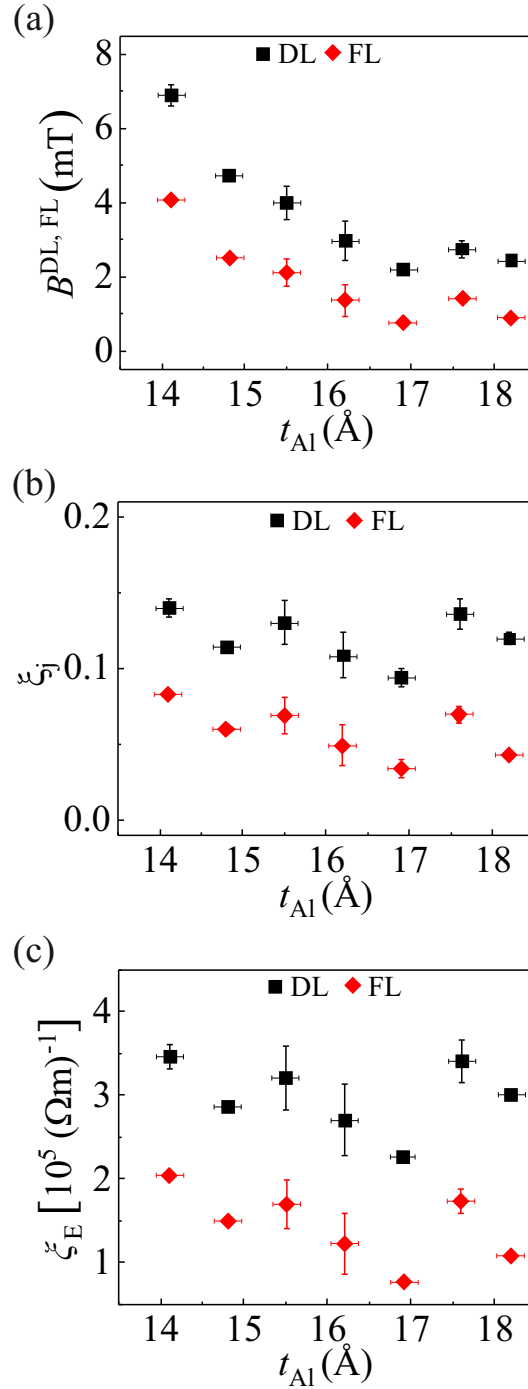 (a)
DL FL
8
6
4
2
0
B^DL, FL (mT)
14 15 16 17 18
t_Al (Å)
(b)
DL FL
0.2
0.1
0.0
ξ_j
14 15 16 17 18
t_Al (Å)
(c)
DL FL
4
3
2
1
ξ_E [10^5 (Ωm)^-1]
14 15 16 17 18
t_Al (Å)